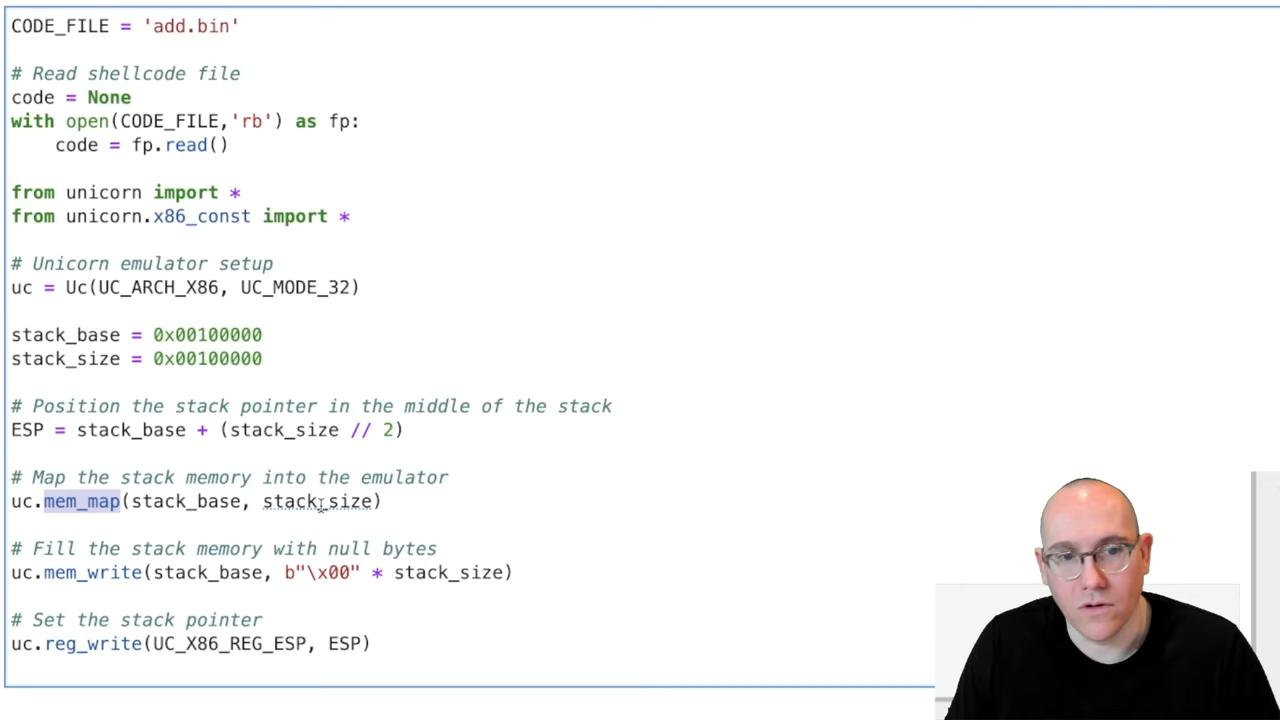 CODE_FILE = 'add.bin'
# Read shellcode file
code = None
with open(CODE_FILE,'rb') as fp:
    code = fp.read()
from unicorn import *
from unicorn.x86_const import *
# Unicorn emulator setup
uc = Uc(UC_ARCH_X86, UC_MODE_32)
stack_base = 0x00100000
stack_size = 0x00100000
# Position the stack pointer in the middle of the stack
ESP = stack_base + (stack_size // 2)
# Map the stack memory into the emulator
uc.mem_map(stack_base, stack_size)
# Fill the stack memory with null bytes
uc.mem_write(stack_base, b"\x00" * stack_size)
# Set the stack pointer
uc.reg_write(UC_X86_REG_ESP, ESP)